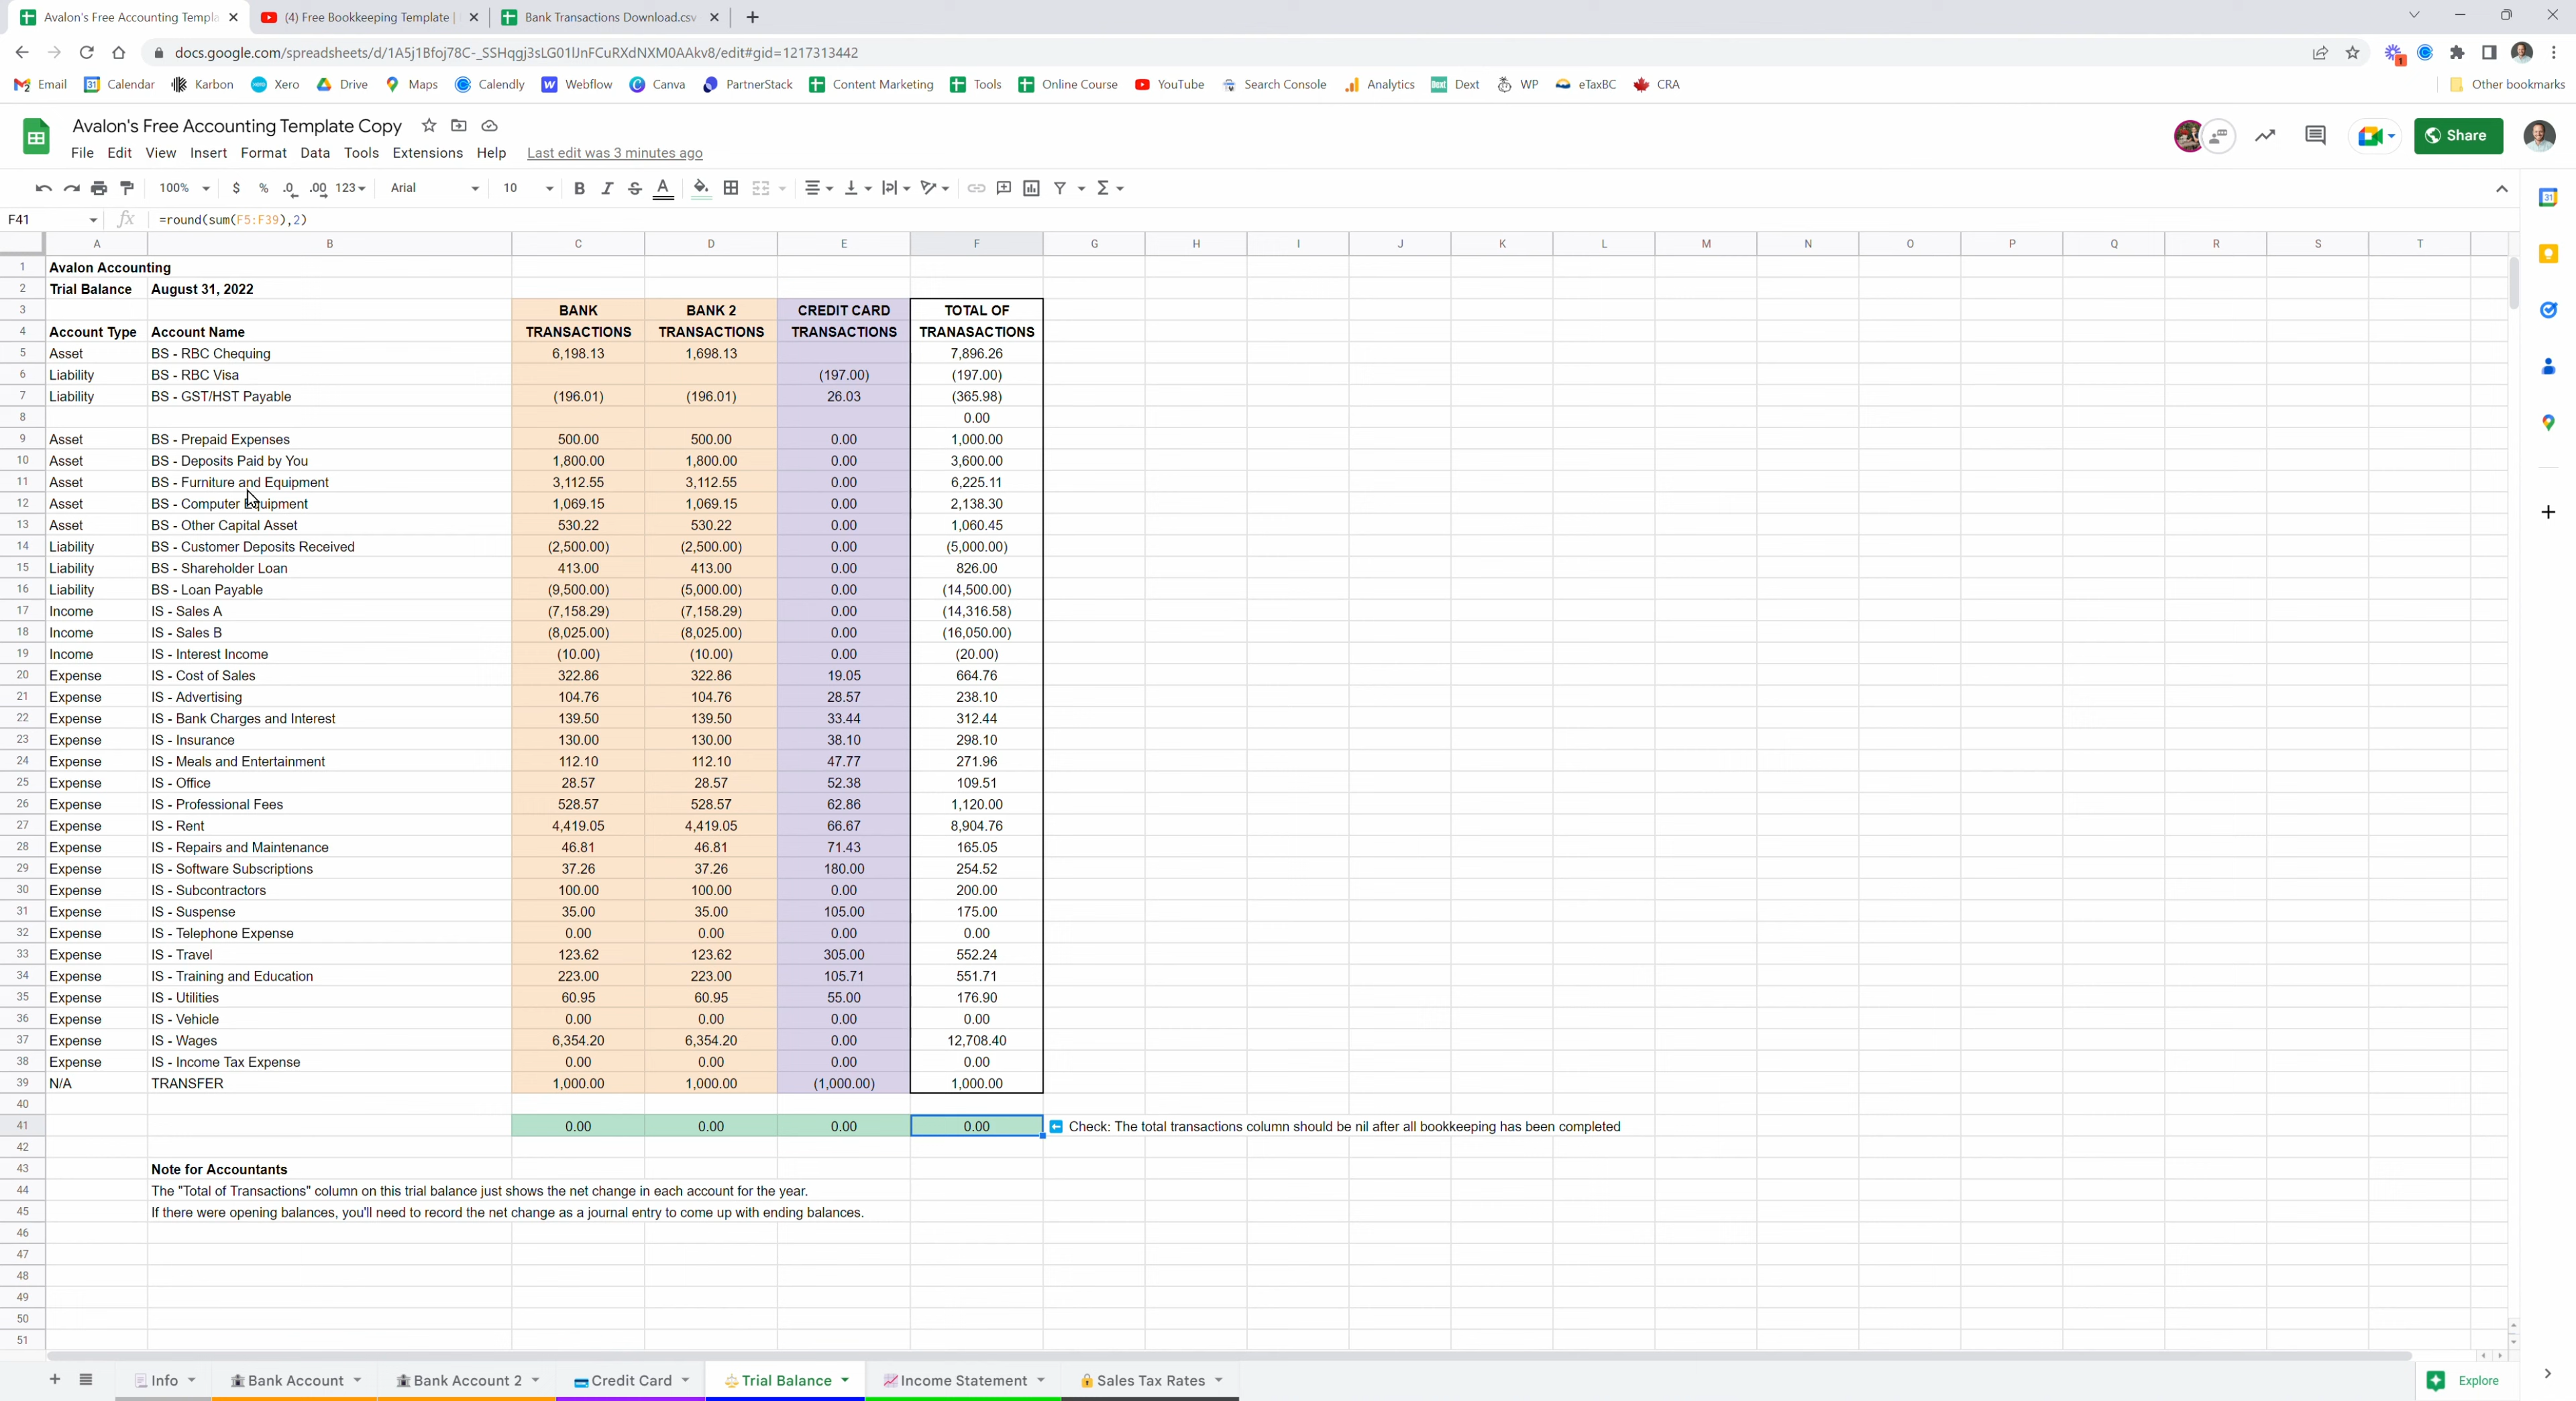 Avalon's Free Accounting Templa
(4) Free Bookkeeping Template |
Bank Transactions Download.csv
docs.google.com/spreadsheets/d/1A5j1Bfoj78C-_SSHqgj3sLG01IJnFCuRXdNXM0AAkv8/edit#gid=1217313442
Email Calendar Karbon Xero Drive Maps Calendly Webflow Canva PartnerStack Content Marketing Tools Online Course YouTube Search Console Analytics Dext WP eTaxBC CRA Other bookmarks
Avalon's Free Accounting Template Copy
Share
File Edit View Insert Format Data Tools Extensions Help Last edit was 3 minutes ago
100% $ % .0 .00 123 Arial 10
F41 fx =round(sum(F5:F39),2)
A B C D E F G H I J K L M N O P Q R S T
1 Avalon Accounting
2 Trial Balance August 31, 2022
3 BANK BANK 2 CREDIT CARD TOTAL OF
4 Account Type Account Name TRANSACTIONS TRANSACTIONS TRANSACTIONS TRANASACTIONS
5 Asset BS - RBC Chequing 6,198.13 1,698.13 7,896.26
6 Liability BS - RBC Visa (197.00) (197.00)
7 Liability BS - GST/HST Payable (196.01) (196.01) 26.03 (365.98)
8 0.00
9 Asset BS - Prepaid Expenses 500.00 500.00 0.00 1,000.00
10 Asset BS - Deposits Paid by You 1,800.00 1,800.00 0.00 3,600.00
11 Asset BS - Furniture and Equipment 3,112.55 3,112.55 0.00 6,225.11
12 Asset BS - Computer Equipment 1,069.15 1,069.15 0.00 2,138.30
13 Asset BS - Other Capital Asset 530.22 530.22 0.00 1,060.45
14 Liability BS - Customer Deposits Received (2,500.00) (2,500.00) 0.00 (5,000.00)
15 Liability BS - Shareholder Loan 413.00 413.00 0.00 826.00
16 Liability BS - Loan Payable (9,500.00) (5,000.00) 0.00 (14,500.00)
17 Income IS - Sales A (7,158.29) (7,158.29) 0.00 (14,316.58)
18 Income IS - Sales B (8,025.00) (8,025.00) 0.00 (16,050.00)
19 Income IS - Interest Income (10.00) (10.00) 0.00 (20.00)
20 Expense IS - Cost of Sales 322.86 322.86 19.05 664.76
21 Expense IS - Advertising 104.76 104.76 28.57 238.10
22 Expense IS - Bank Charges and Interest 139.50 139.50 33.44 312.44
23 Expense IS - Insurance 130.00 130.00 38.10 298.10
24 Expense IS - Meals and Entertainment 112.10 112.10 47.77 271.96
25 Expense IS - Office 28.57 28.57 52.38 109.51
26 Expense IS - Professional Fees 528.57 528.57 62.86 1,120.00
27 Expense IS - Rent 4,419.05 4,419.05 66.67 8,904.76
28 Expense IS - Repairs and Maintenance 46.81 46.81 71.43 165.05
29 Expense IS - Software Subscriptions 37.26 37.26 180.00 254.52
30 Expense IS - Subcontractors 100.00 100.00 0.00 200.00
31 Expense IS - Suspense 35.00 35.00 105.00 175.00
32 Expense IS - Telephone Expense 0.00 0.00 0.00 0.00
33 Expense IS - Travel 123.62 123.62 305.00 552.24
34 Expense IS - Training and Education 223.00 223.00 105.71 551.71
35 Expense IS - Utilities 60.95 60.95 55.00 176.90
36 Expense IS - Vehicle 0.00 0.00 0.00 0.00
37 Expense IS - Wages 6,354.20 6,354.20 0.00 12,708.40
38 Expense IS - Income Tax Expense 0.00 0.00 0.00 0.00
39 N/A TRANSFER 1,000.00 1,000.00 (1,000.00) 1,000.00
40
41 0.00 0.00 0.00 0.00 Check: The total transactions column should be nil after all bookkeeping has been completed
42
43 Note for Accountants
44 The "Total of Transactions" column on this trial balance just shows the net change in each account for the year.
45 If there were opening balances, you'll need to record the net change as a journal entry to come up with ending balances.
46
47
48
49
50
51
Info Bank Account Bank Account 2 Credit Card Trial Balance Income Statement Sales Tax Rates Explore